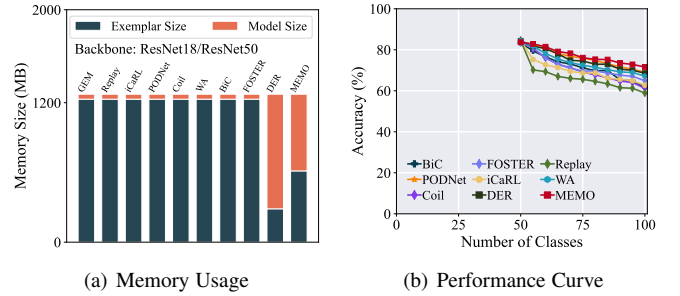 2000
1200
0
Memory Size (MB)
Exemplar Size
Model Size
Backbone: ResNet18/ResNet50
GEM
Replay
iCaRL
PODNet
Coil
WA
BiC
FOSTER
DER
MEMO
(a) Memory Usage
100
80
60
40
20
0
Accuracy (%)
BiC
FOSTER
Replay
PODNet
iCaRL
WA
Coil
DER
MEMO
0
25
50
75
100
Number of Classes
(b) Performance Curve